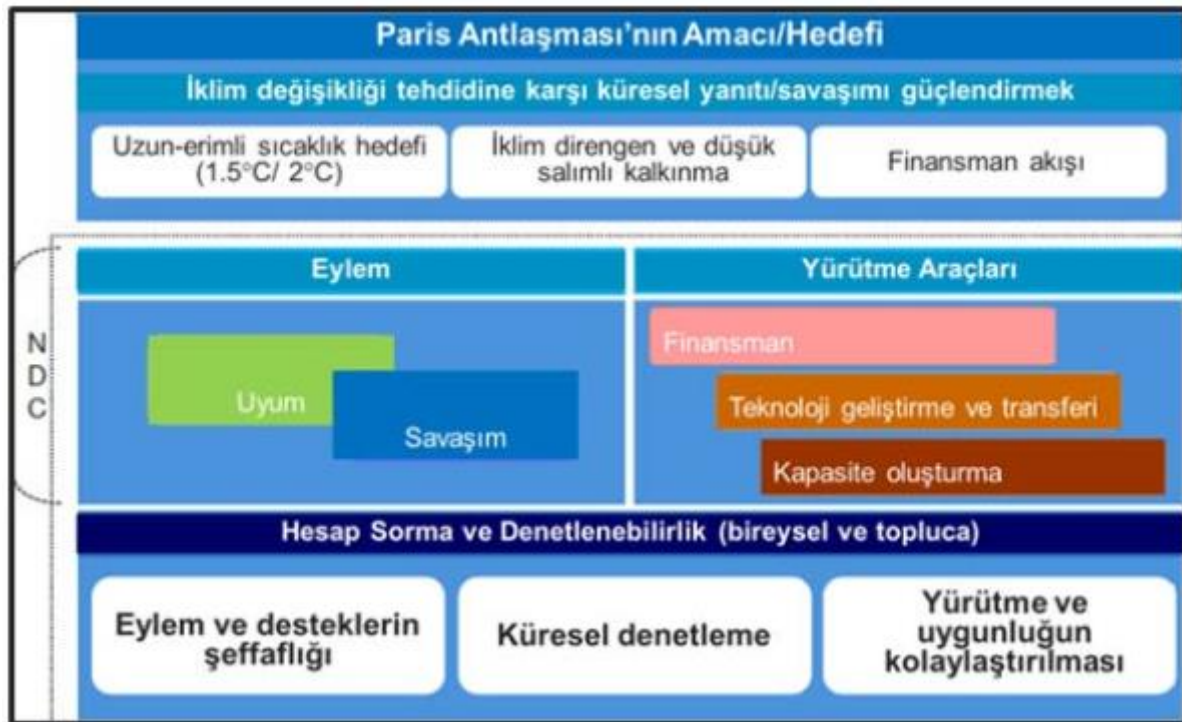 Paris Antlaşması'nın Amacı/Hedefi
İklim değişikliği tehdidine karşı küresel yanıtı/savaşımı güçlendirmek
Uzun-erimli sıcaklık hedefi
(1.5°C/ 2°C)
İklim direngen ve düşük
salımlı kalkınma
Finansman akışı
NDC
Eylem
Yürütme Araçları
Uyum
Savaşım
Finansman
Teknoloji geliştirme ve transferi
Kapasite oluşturma
Hesap Sorma ve Denetlenebilirlik (bireysel ve topluca)
Eylem ve desteklerin
şeffaflığı
Küresel denetleme
Yürütme ve
uygunluğun
kolaylaştırılması